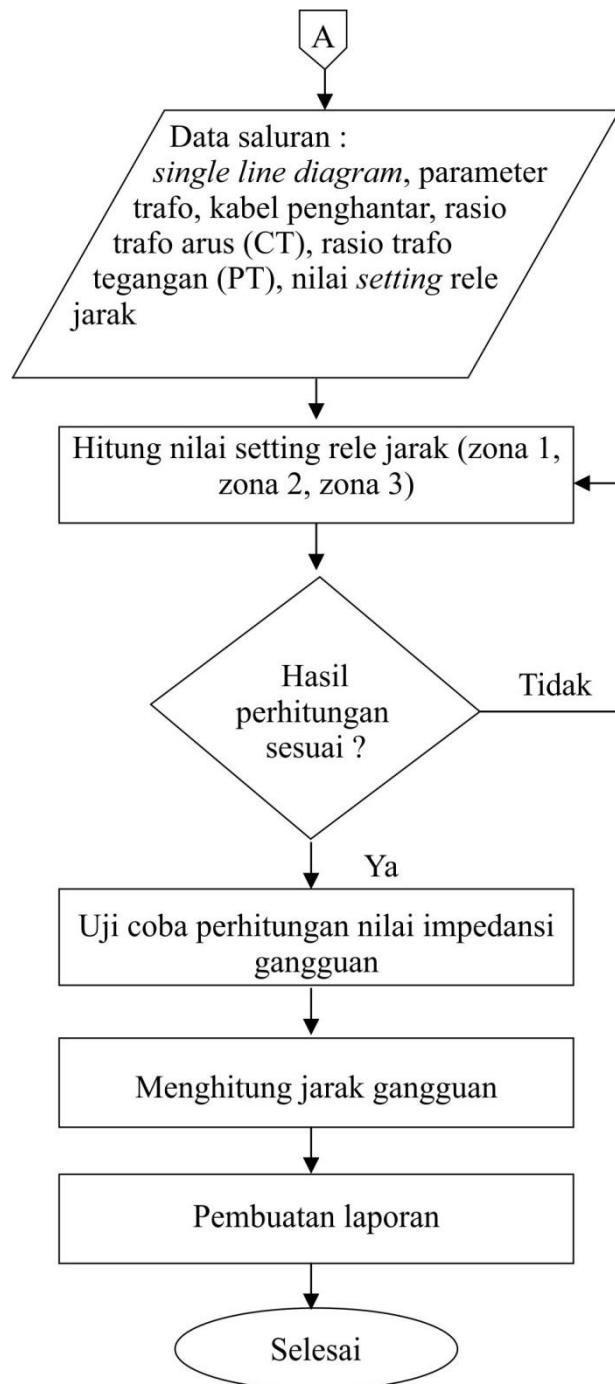 A
Data saluran :
single line diagram, parameter
trafo, kabel penghantar, rasio
trafo arus (CT), rasio trafo
tegangan (PT), nilai setting rele
jarak
Hitung nilai setting rele jarak (zona 1,
zona 2, zona 3)
Hasil
perhitungan
sesuai ?
Tidak
Ya
Uji coba perhitungan nilai impedansi
gangguan
Menghitung jarak gangguan
Pembuatan laporan
Selesai